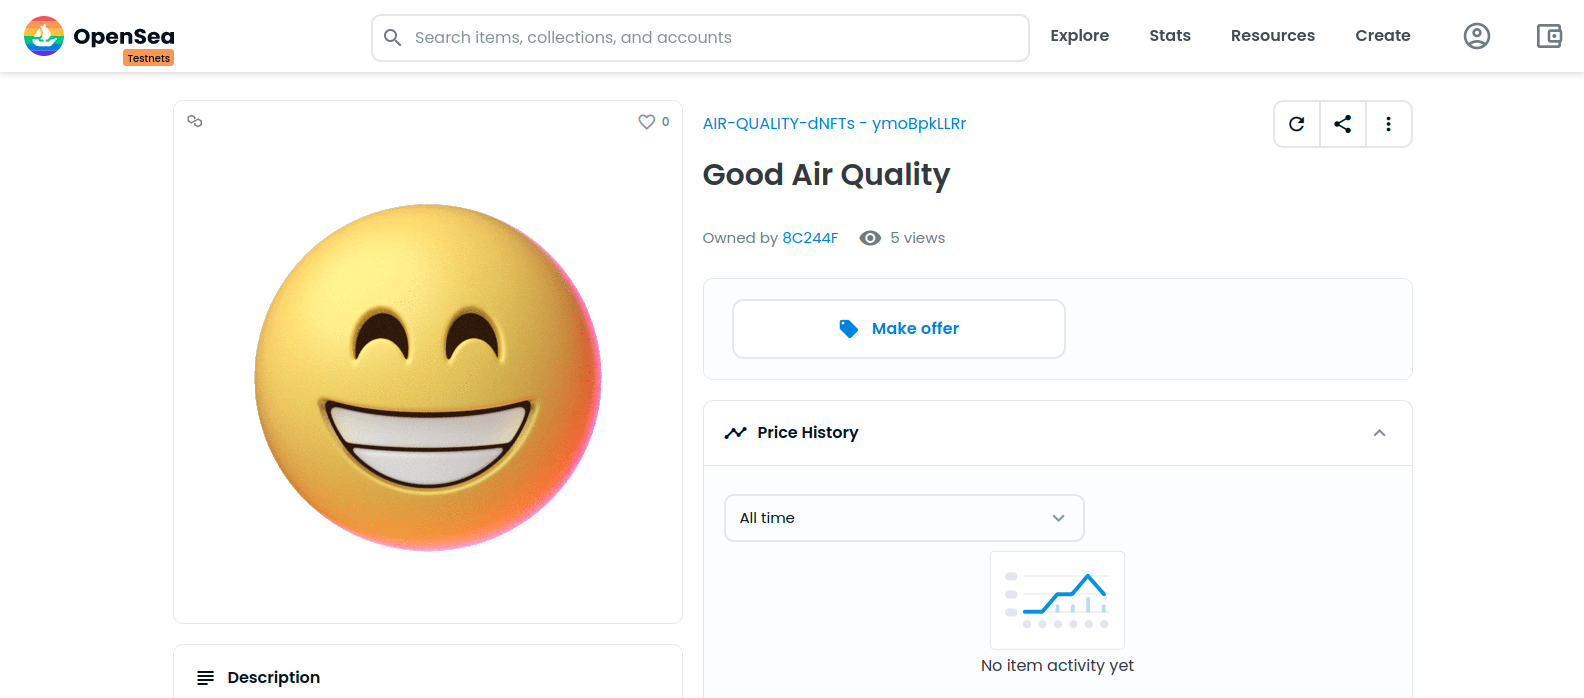 OpenSea
Testnets
Search items, collections, and accounts
Explore
Stats
Resources
Create
0
AIR-QUALITY-dNFTs - ymoBpkLLRr
Good Air Quality
Owned by 8C244F
5 views
Make offer
Price History
All time
No item activity yet
Description